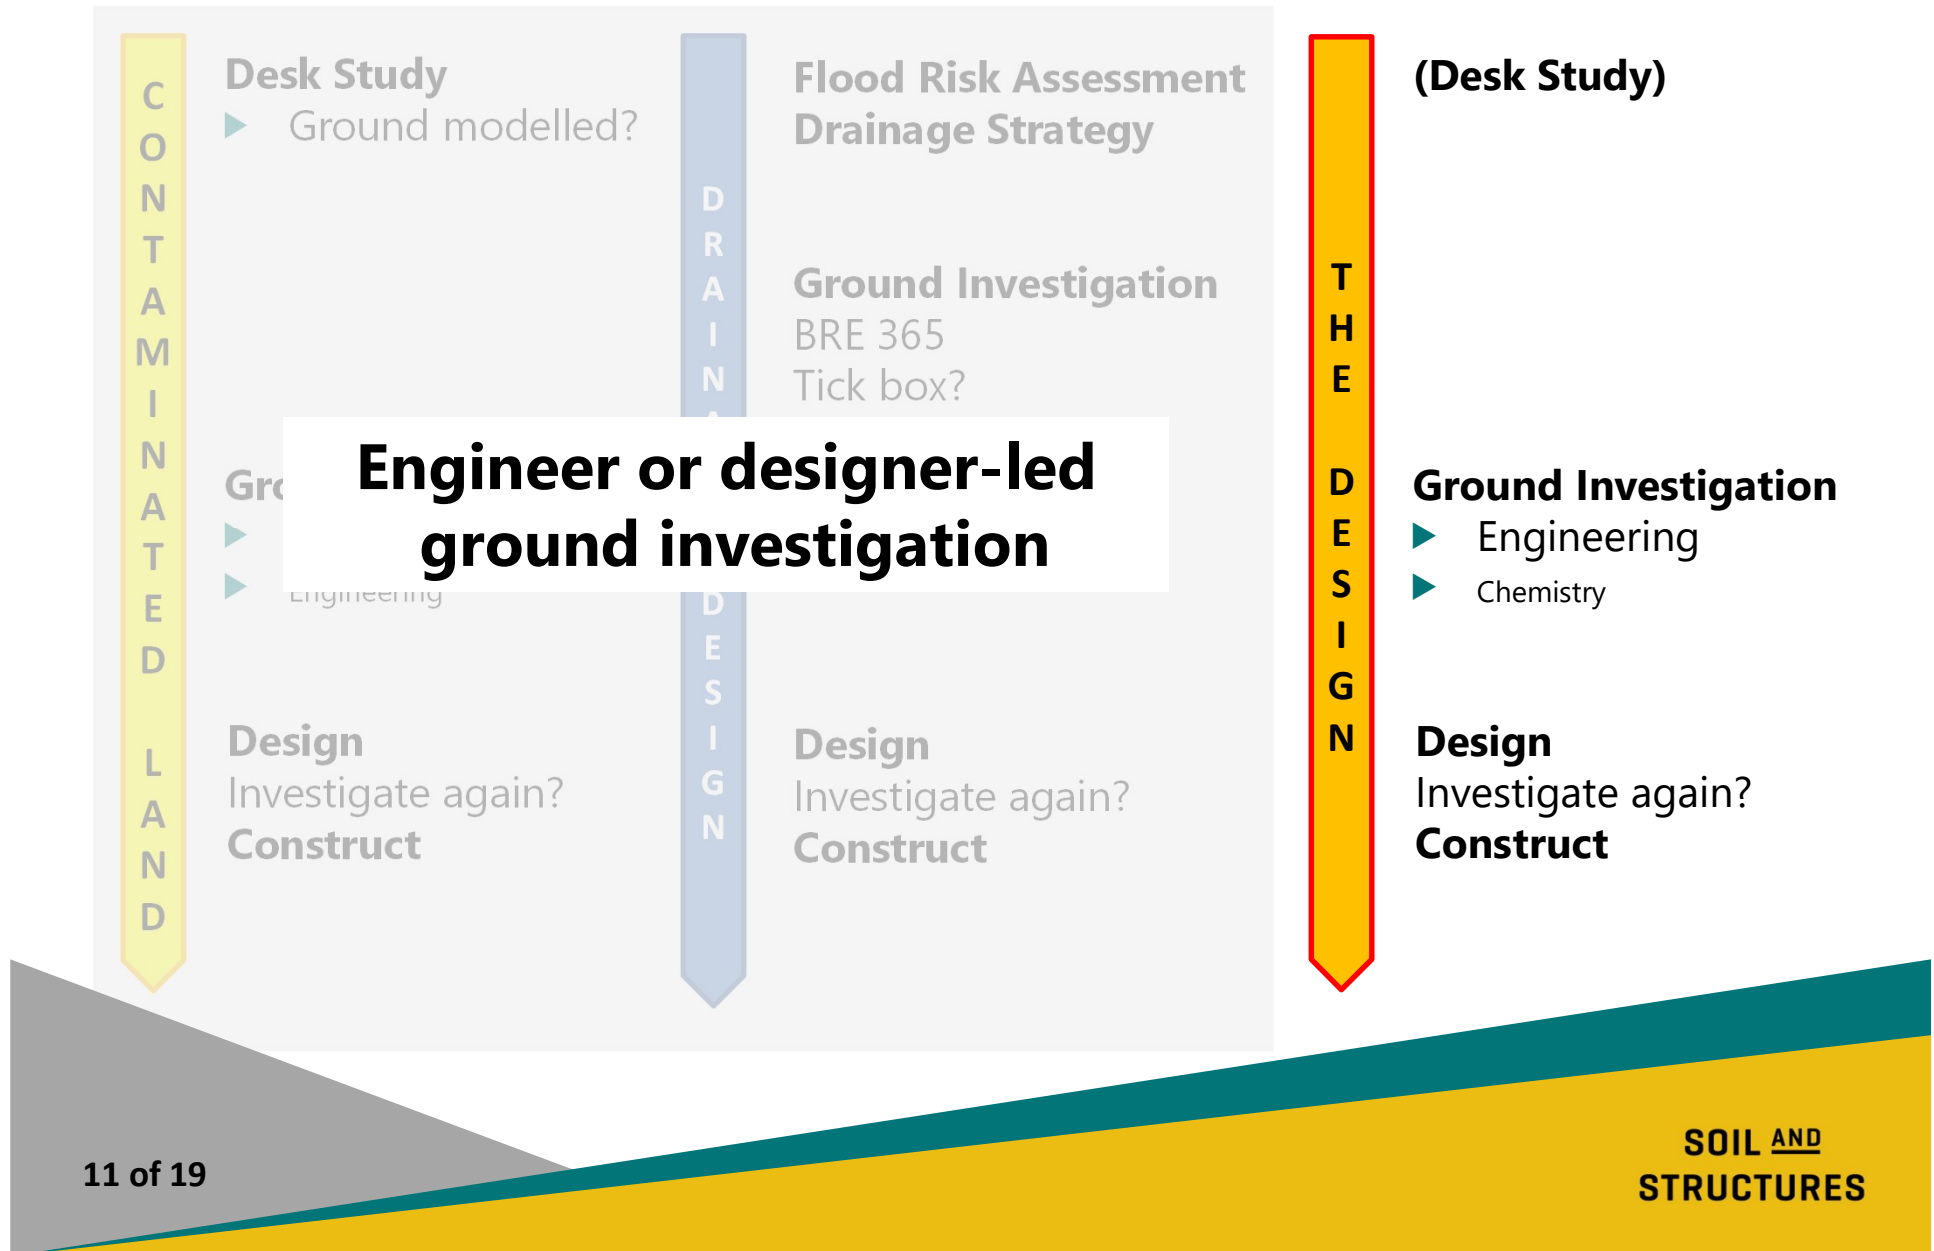 CONTAMINATED LAND
Desk Study
Ground modelled?
Engineering
Design
Investigate again?
Construct
DESIGN
Flood Risk Assessment
Drainage Strategy
Ground Investigation
BRE 365
Tick box?
Design
Investigate again?
Construct
Engineer or designer-led
ground investigation
THE DESIGN
(Desk Study)
Ground Investigation
Engineering
Chemistry
Design
Investigate again?
Construct
11 of 19
SOIL AND
STRUCTURES